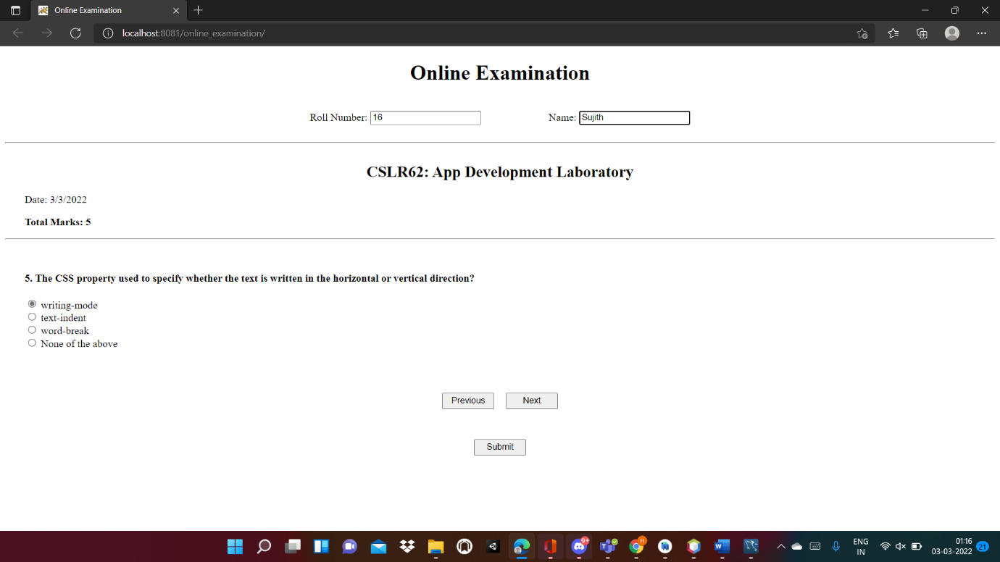 Online Examination
localhost:8081/online_examination/
Online Examination
Roll Number: 16 Name: Sujith
CSLR62: App Development Laboratory
Date: 3/3/2022
Total Marks: 5
5. The CSS property used to specify whether the text is written in the horizontal or vertical direction?
writing-mode
text-indent
word-break
None of the above
Previous Next
Submit
9+ H
T W
ENG
IN
01:16
03-03-2022
21